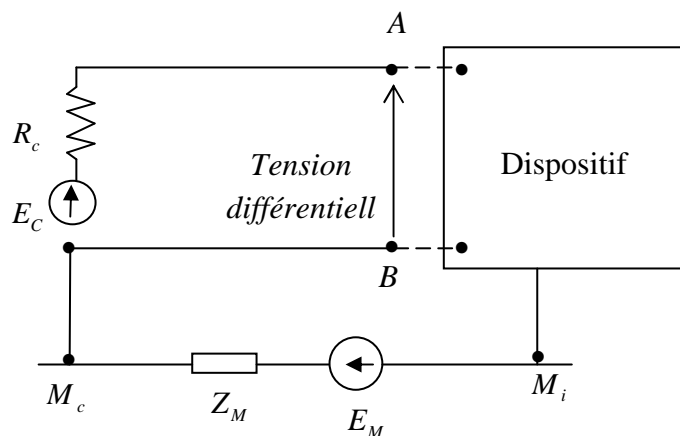 A
R_c
Dispositif
Tension
différentiell
E_C
B
M_c
Z_M
E_M
M_i